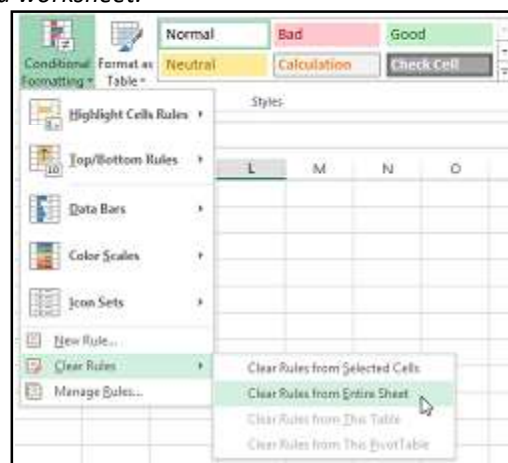 a worksheet.
Normal Bad Good
Conditional Formatting Format as Table Neutral Calculation Check Cell
Styles
Highlight Cells Rules
Top/Bottom Rules
L M N O
Data Bars
Color Scales
Icon Sets
New Rule...
Clear Rules Clear Rules from Selected Cells
Manage Rules... Clear Rules from Entire Sheet
Clear Rules from This Table
Clear Rules from This PivotTable